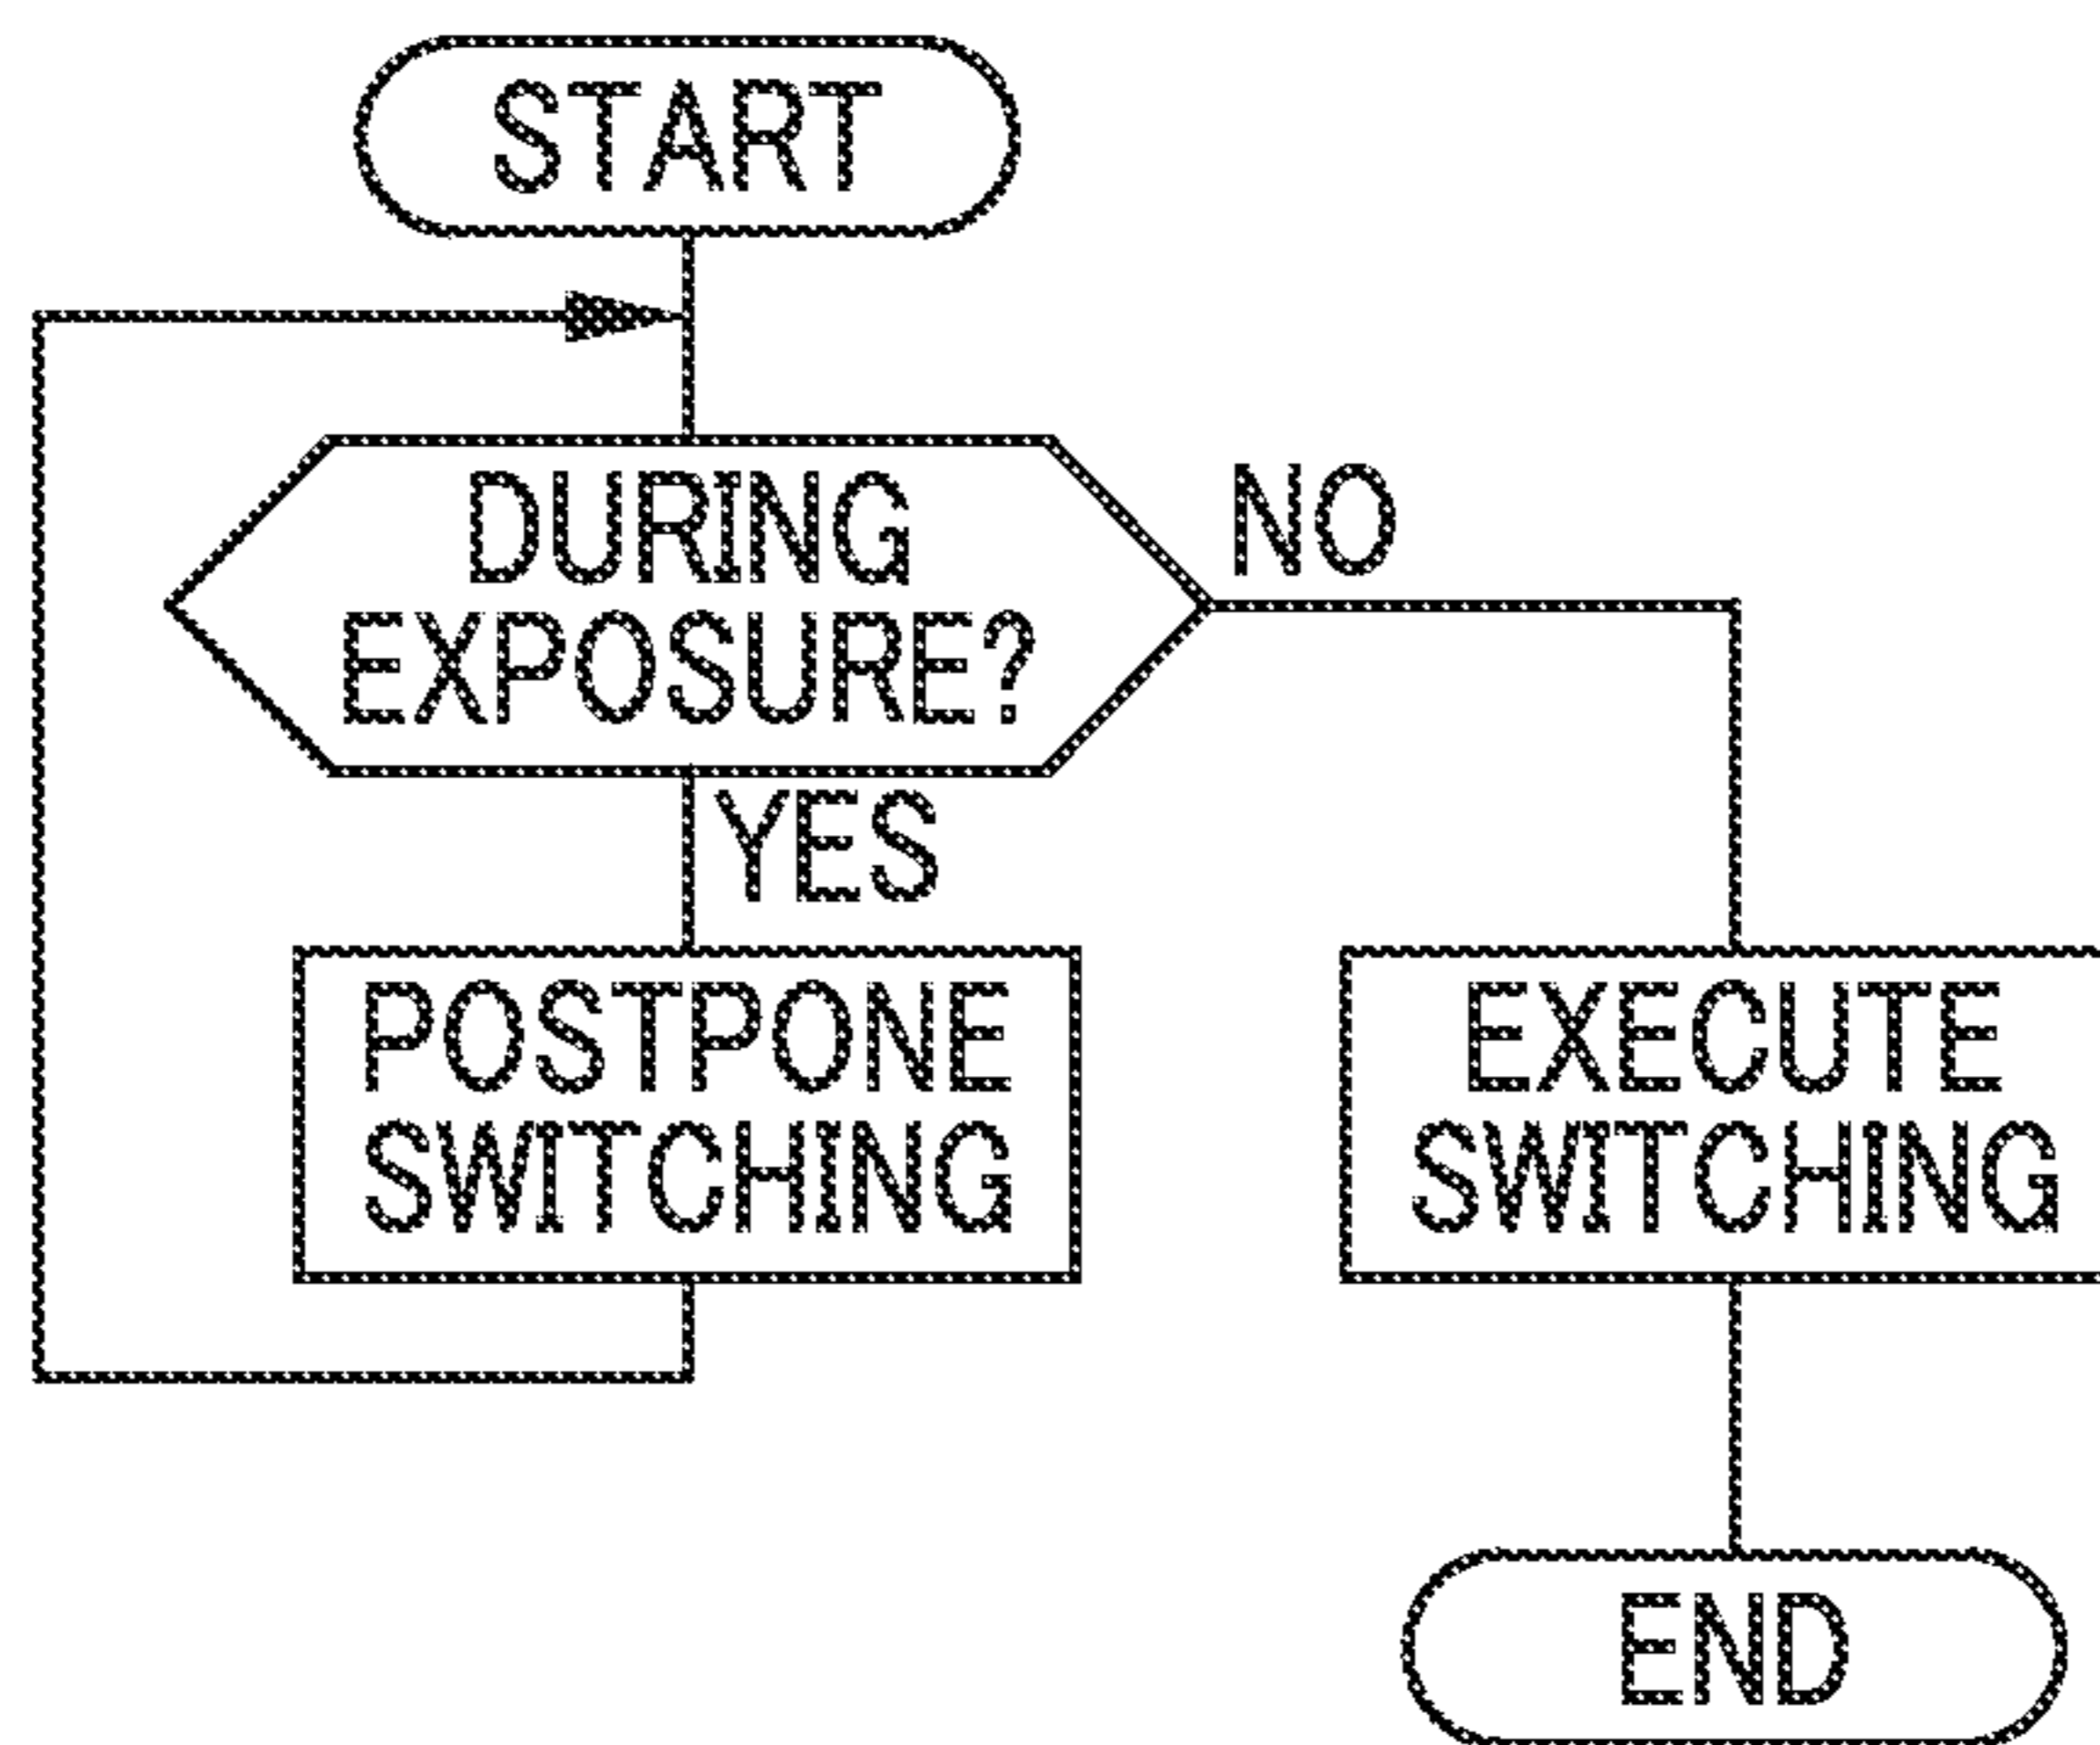 START
DURING
EXPOSURE?
NO
YES
POSTPONE
SWITCHING
EXECUTE
SWITCHING
END